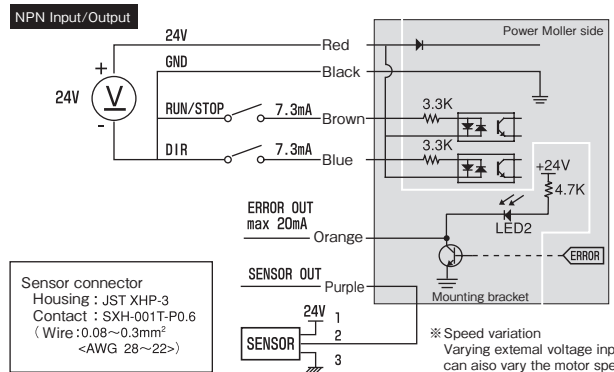 NPN Input/Output
Power Moller side
24V
Red
GND
Black
+
24V
V
-
RUN/STOP
7.3mA
Brown
3.3K
DIR
7.3mA
Blue
3.3K
+24V
4.7K
LED2
ERROR OUT
max 20mA
Orange
ERROR
SENSOR OUT
Purple
Mounting bracket
Sensor connector
Housing : JST XHP-3
Contact : SXH-001T-P0.6
( Wire : 0.08～0.3mm²
<AWG 28～22>)
24V
1
SENSOR
2
3
※ Speed variation
Varying external voltage inp
can also vary the motor spe